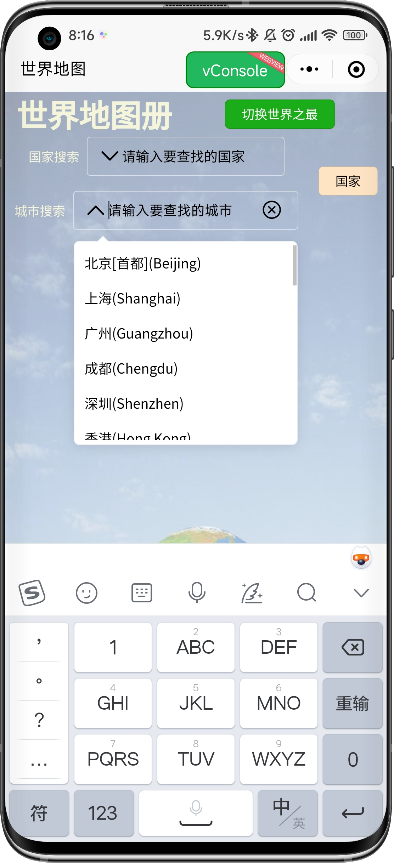 8:16 5.9K/s 100
世界地图 vConsole WEBVIEW
世界地图册 切换世界之最
国家搜索 请输入要查找的国家
国家
城市搜索 请输入要查找的城市
北京[首都](Beijing)
上海(Shanghai)
广州(Guangzhou)
成都(Chengdu)
深圳(Shenzhen)
香港(Hong Kong)
S
, 1 2 ABC 3 DEF
。 4 GHI 5 JKL 6 MNO 重输
? 7 PQRS 8 TUV 9 WXYZ 0
...
符 123 中/英